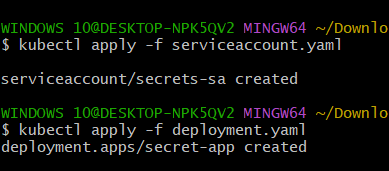 WINDOWS 10@DESKTOP-NPK5QV2 MINGW64 ~/Downlo
$ kubectl apply -f serviceaccount.yaml
serviceaccount/secrets-sa created
WINDOWS 10@DESKTOP-NPK5QV2 MINGW64 ~/Downlo
$ kubectl apply -f deployment.yaml
deployment.apps/secret-app created